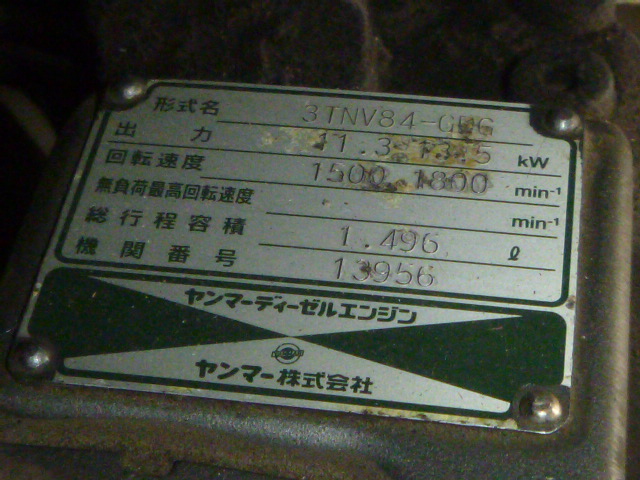 形式名 3TNV84-GGG
出力 11.3 13.5 kW
回転速度 1500 1800 min-1
無負荷最高回転速度 min-1
総行程容積 1.496 ℓ
機関番号 13956
ヤンマーディーゼルエンジン
ヤンマー株式会社